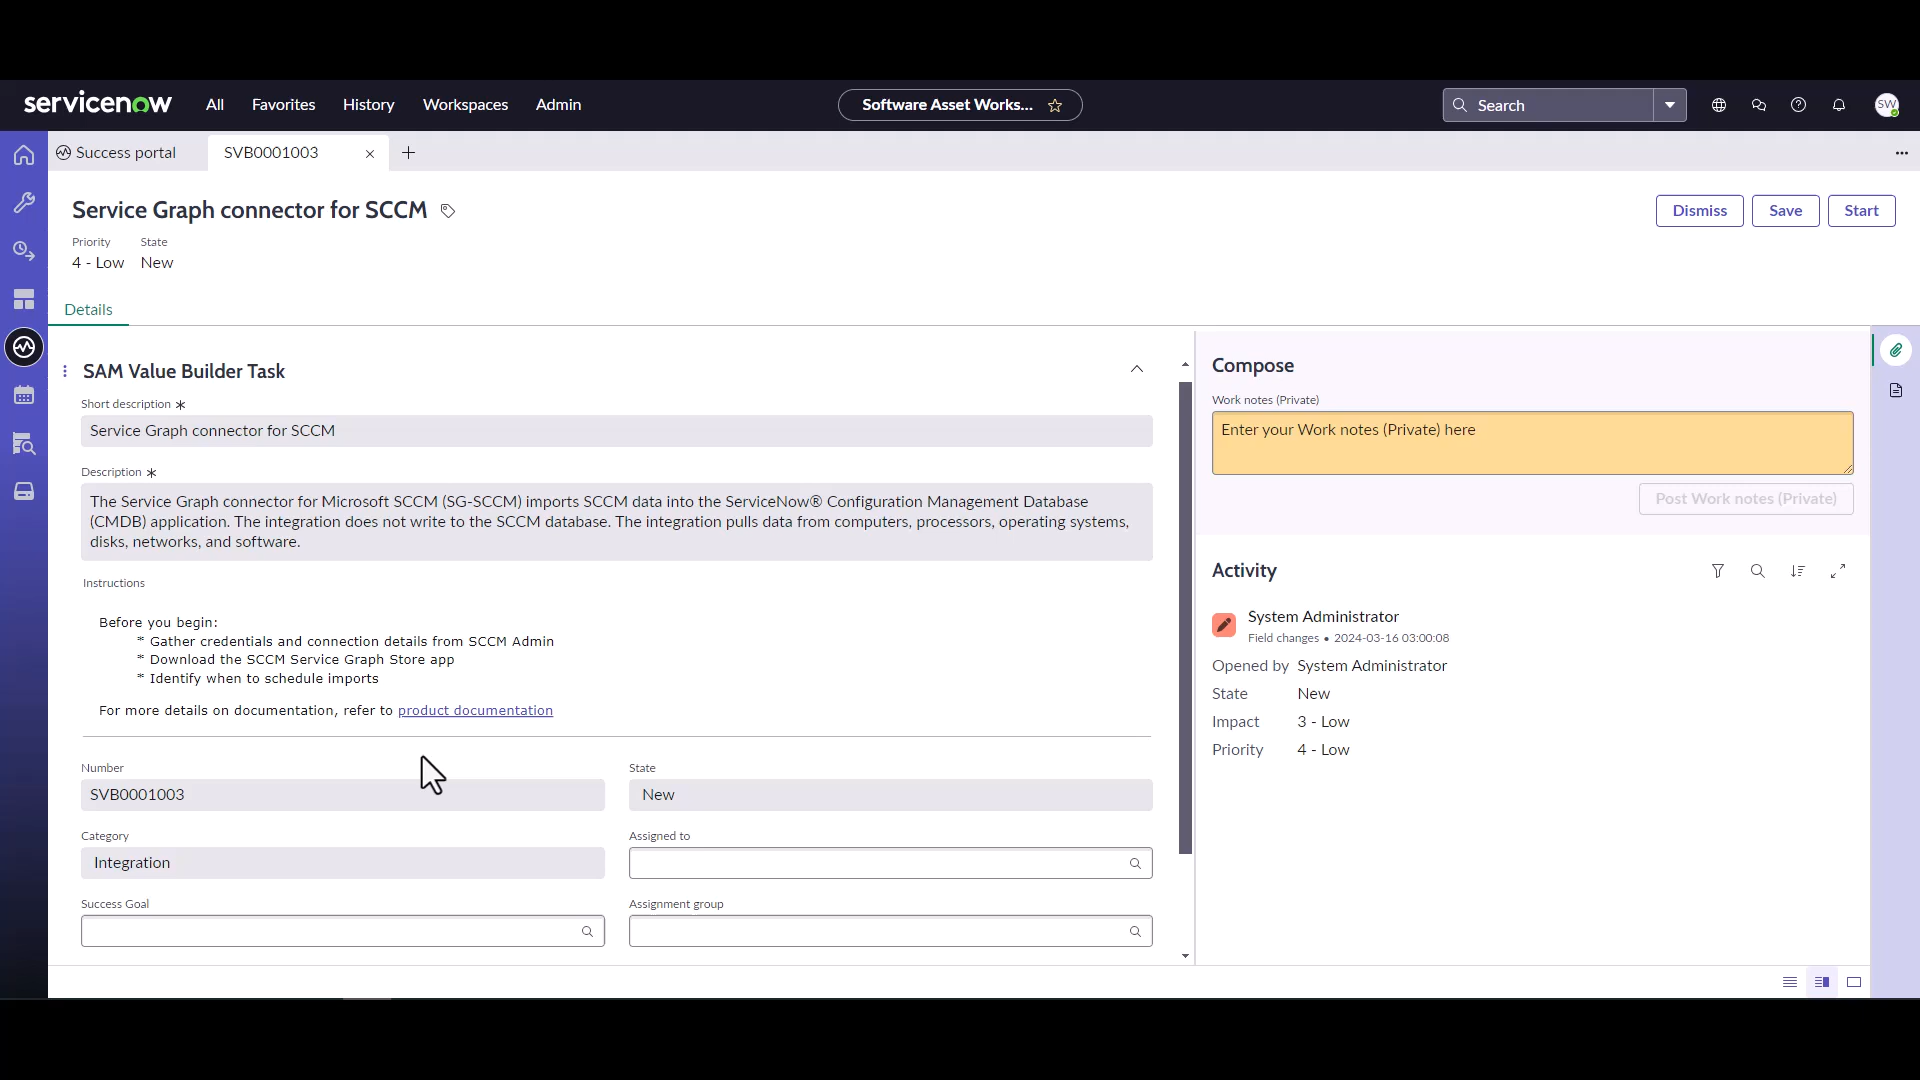 servicenow All Favorites History Workspaces Admin Software Asset Works... Search SW
Success portal SVB0001003
Service Graph connector for SCCM Dismiss Save Start
Priority State
4 - Low New
Details
SAM Value Builder Task
Short description *
Service Graph connector for SCCM
Description *
The Service Graph connector for Microsoft SCCM (SG-SCCM) imports SCCM data into the ServiceNow® Configuration Management Database
(CMDB) application. The integration does not write to the SCCM database. The integration pulls data from computers, processors, operating systems,
disks, networks, and software.
Instructions
Before you begin:
* Gather credentials and connection details from SCCM Admin
* Download the SCCM Service Graph Store app
* Identify when to schedule imports
For more details on documentation, refer to product documentation
Number State
SVB0001003 New
Category Assigned to
Integration
Success Goal Assignment group
Compose
Work notes (Private)
Enter your Work notes (Private) here
Post Work notes (Private)
Activity
System Administrator
Field changes • 2024-03-16 03:00:08
Opened by System Administrator
State New
Impact 3 - Low
Priority 4 - Low